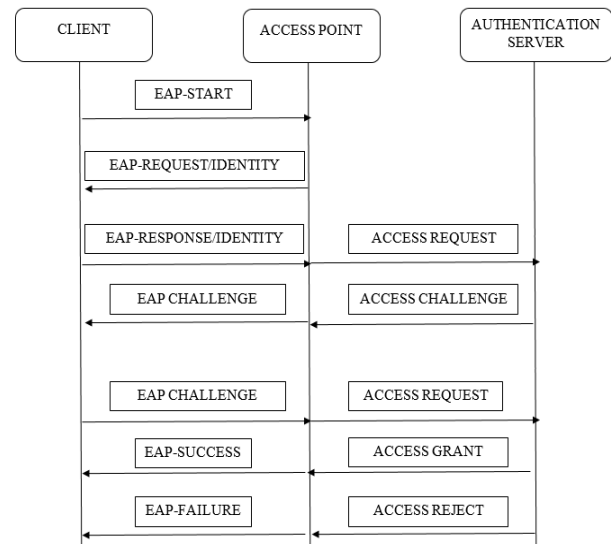 CLIENT
ACCESS POINT
AUTHENTICATION
SERVER
EAP-START
EAP-REQUEST/IDENTITY
EAP-RESPONSE/IDENTITY
ACCESS REQUEST
EAP CHALLENGE
ACCESS CHALLENGE
EAP CHALLENGE
ACCESS REQUEST
EAP-SUCCESS
ACCESS GRANT
EAP-FAILURE
ACCESS REJECT